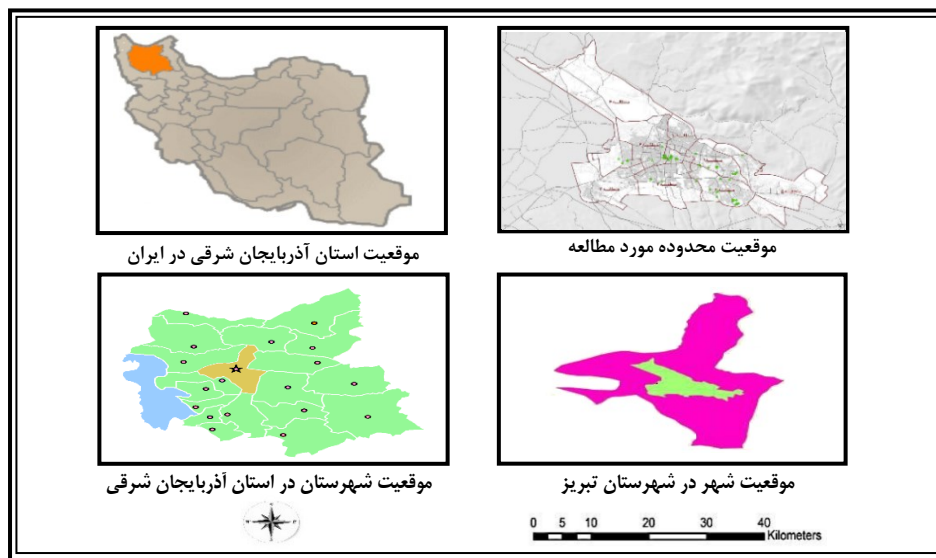 موقعیت استان آذربایجان شرقی در ایران
موقعیت محدوده مورد مطالعه
موقعیت شهرستان در استان آذربایجان شرقی
موقعیت شهر در شهرستان تبریز
0 5 10 20 30 40
Kilometers